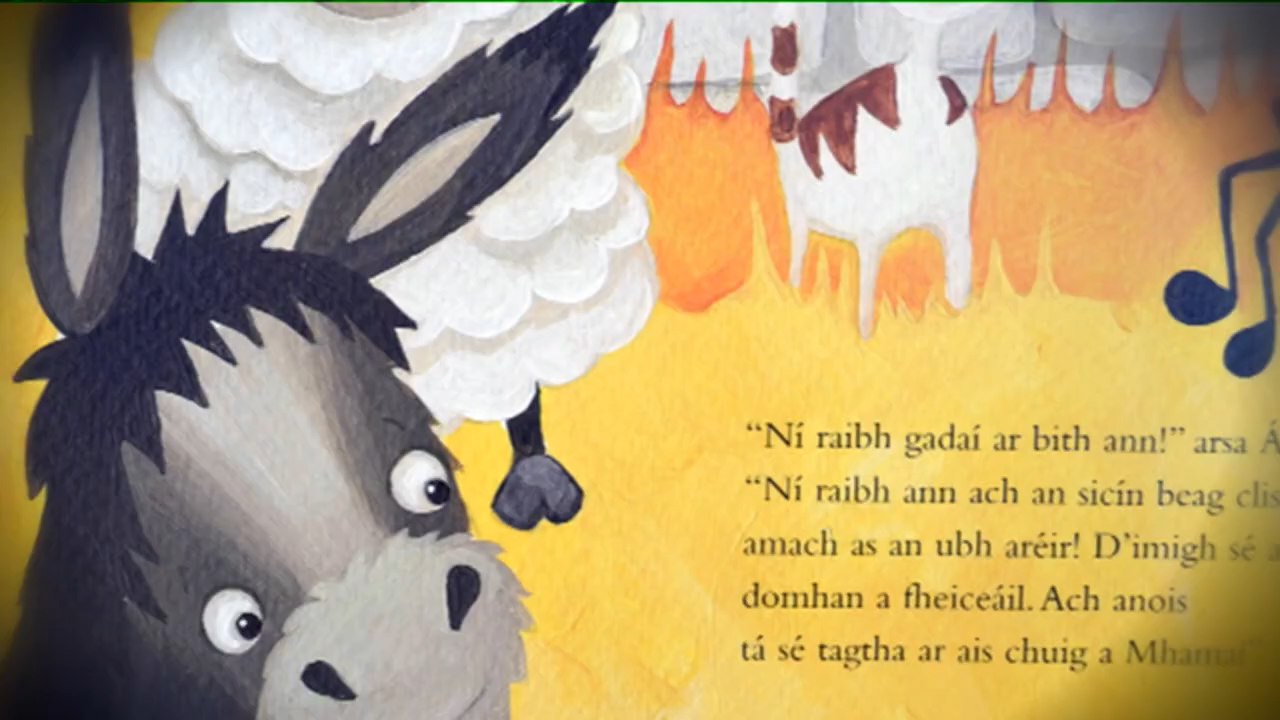 “Ní raibh gadaí ar bith ann!” arsa
“Ní raibh ann ach an sicín beag
amach as an ubh aréir! D’imigh sé
domhan a fheiceáil. Ach anois
tá sé tagtha ar ais chuig a Mhamaí”